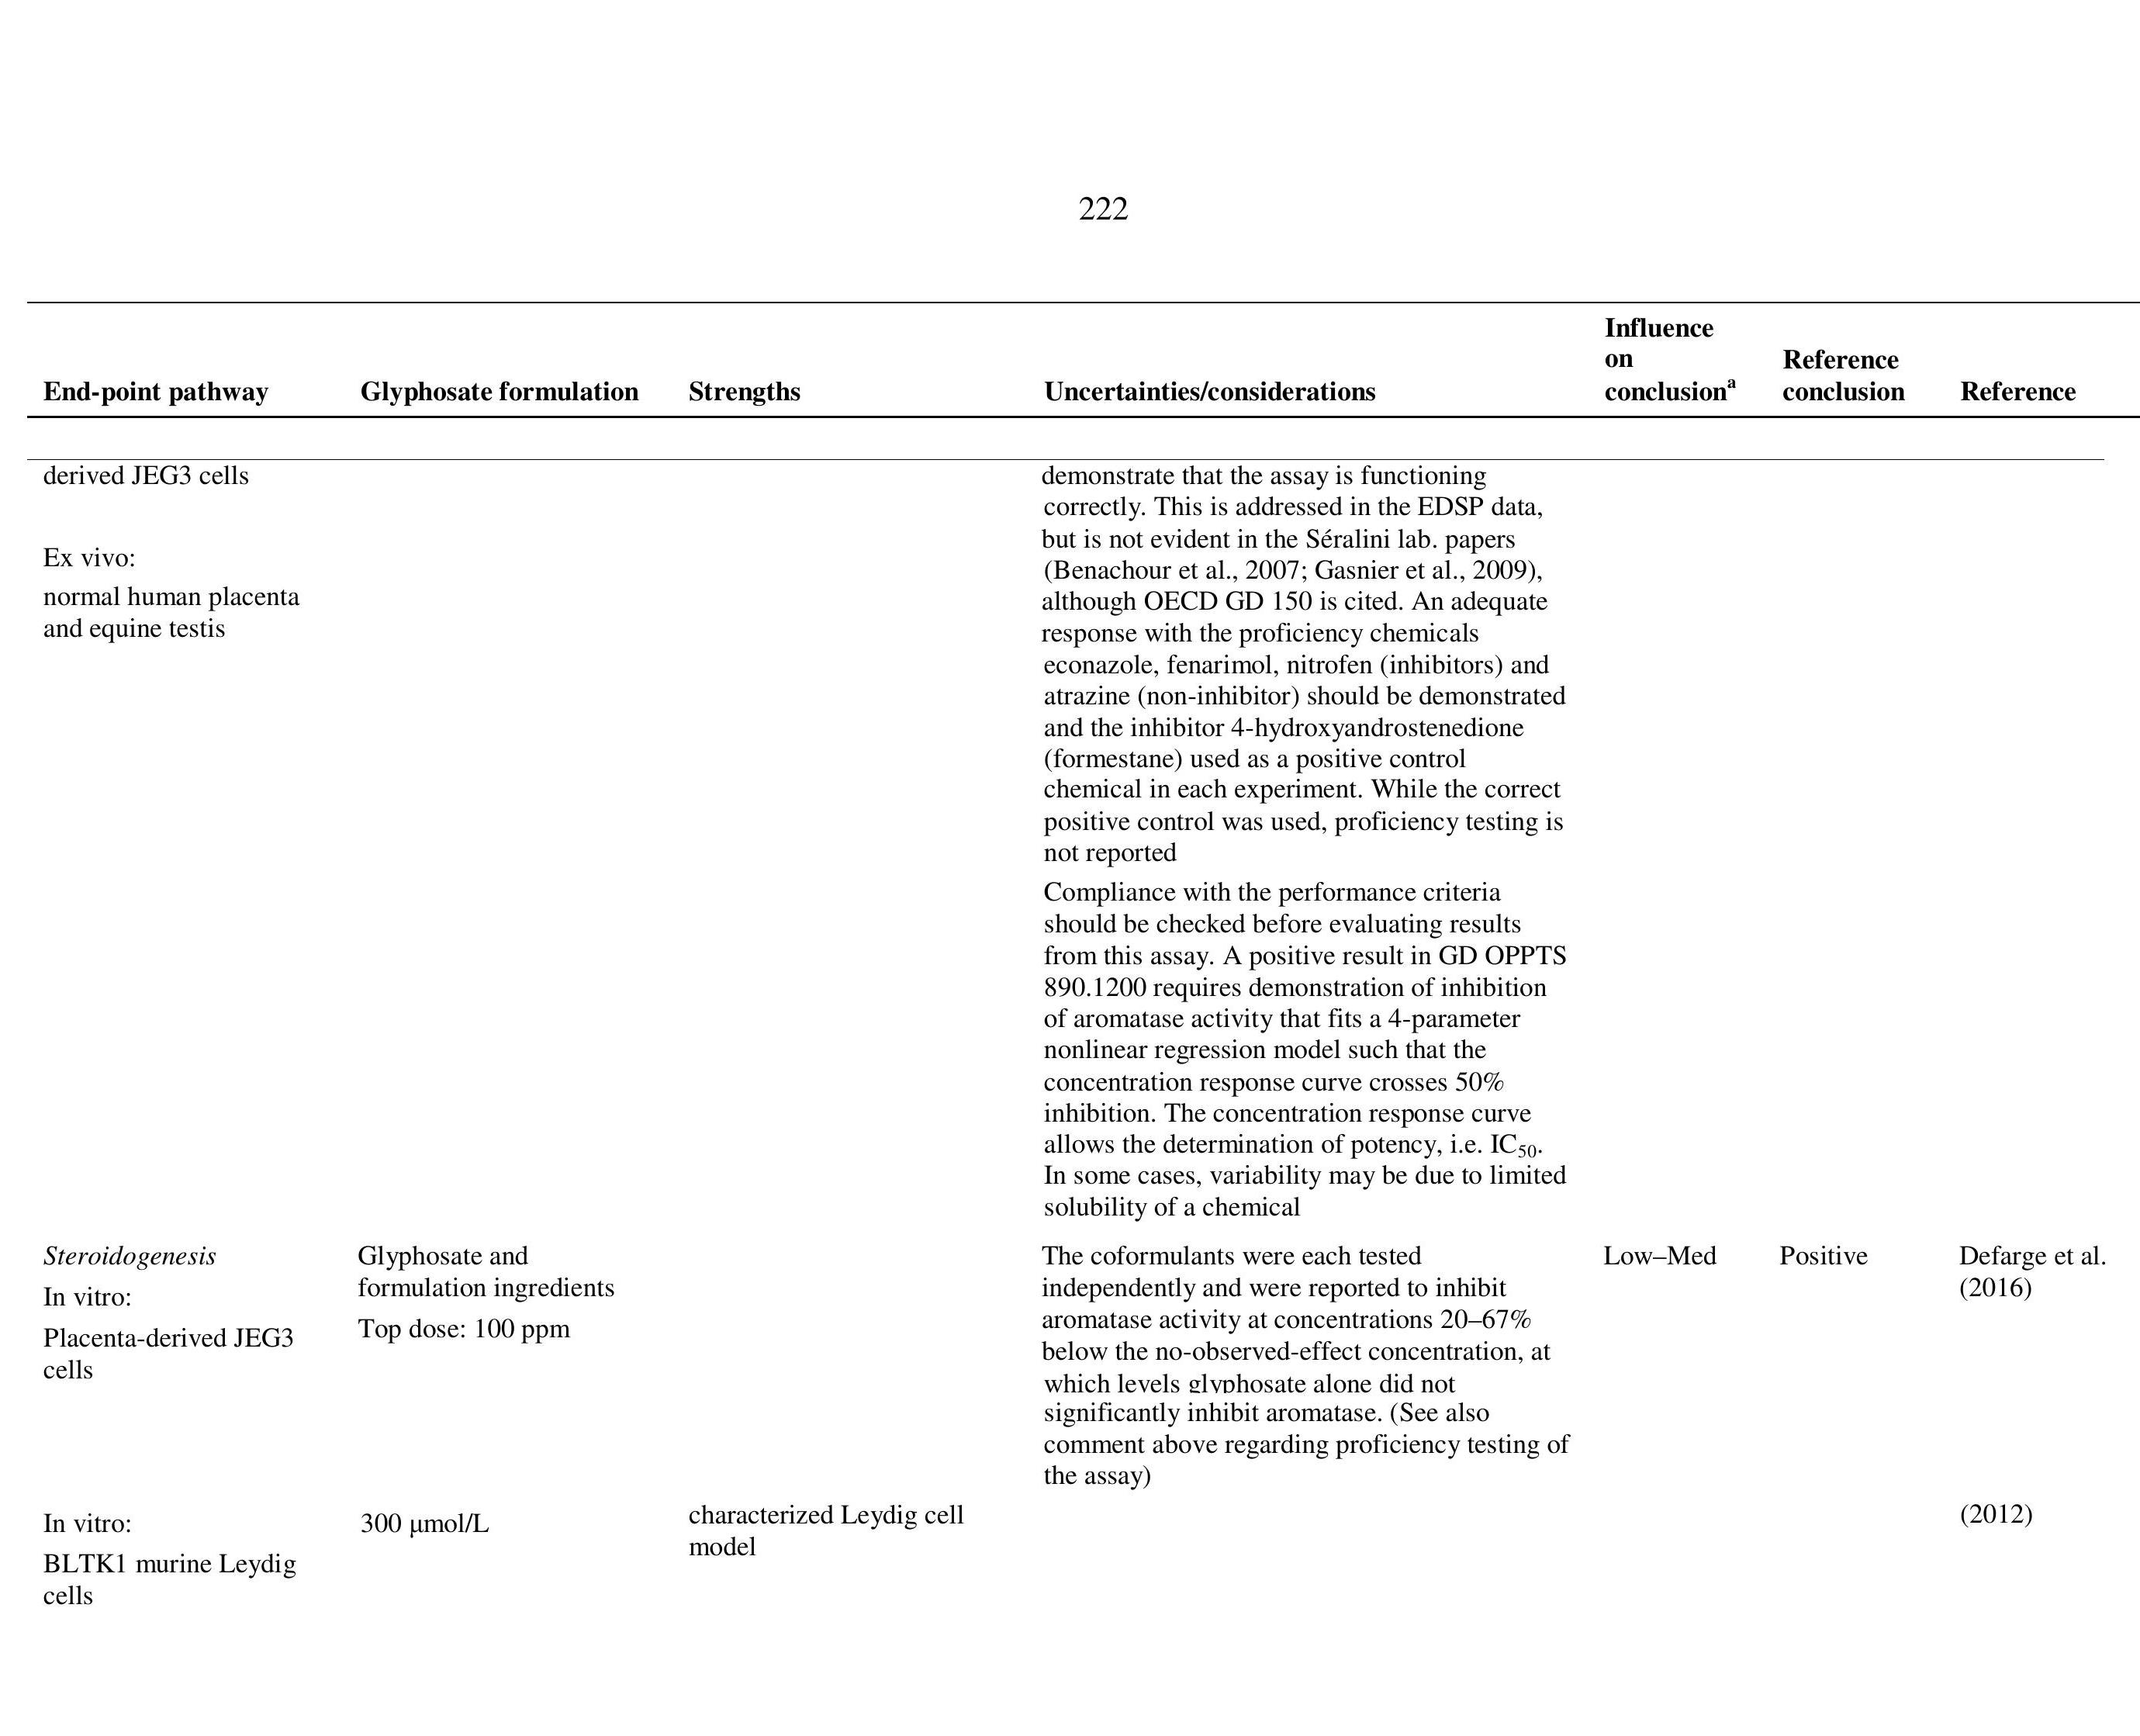 222
Influence
on
conclusionᵃ
Reference
conclusion
End-point pathway Glyphosate formulation Strengths Uncertainties/considerations Reference
derived JEG3 cells
Ex vivo:
normal human placenta
and equine testis
demonstrate that the assay is functioning
correctly. This is addressed in the EDSP data,
but is not evident in the Séralini lab. papers
(Benachour et al., 2007; Gasnier et al., 2009),
although OECD GD 150 is cited. An adequate
response with the proficiency chemicals
econazole, fenarimol, nitrofen (inhibitors) and
atrazine (non-inhibitor) should be demonstrated
and the inhibitor 4-hydroxyandrostenedione
(formestane) used as a positive control
chemical in each experiment. While the correct
positive control was used, proficiency testing is
not reported
Compliance with the performance criteria
should be checked before evaluating results
from this assay. A positive result in GD OPPTS
890.1200 requires demonstration of inhibition
of aromatase activity that fits a 4-parameter
nonlinear regression model such that the
concentration response curve crosses 50%
inhibition. The concentration response curve
allows the determination of potency, i.e. IC₅₀.
In some cases, variability may be due to limited
solubility of a chemical
Steroidogenesis
In vitro:
Placenta-derived JEG3
cells
Glyphosate and
formulation ingredients
Top dose: 100 ppm
The coformulants were each tested
independently and were reported to inhibit
aromatase activity at concentrations 20–67%
below the no-observed-effect concentration, at
which levels glyphosate alone did not
significantly inhibit aromatase. (See also
comment above regarding proficiency testing of
the assay)
Low–Med
Positive
Defarge et al.
(2016)
In vitro:
BLTK1 murine Leydig
cells
300 µmol/L
characterized Leydig cell
model
(2012)